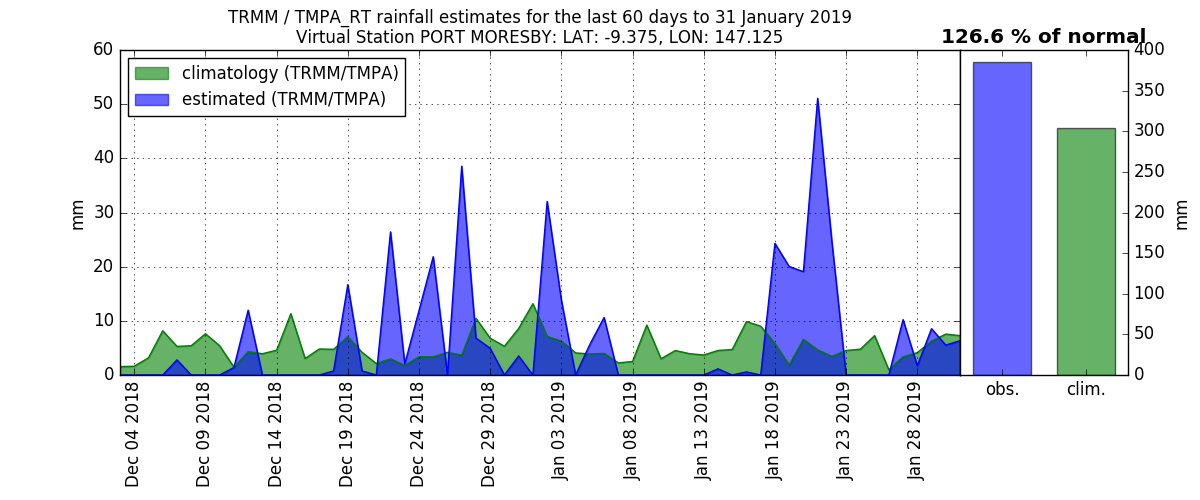 TRMM / TMPA_RT rainfall estimates for the last 60 days to 31 January 2019
Virtual Station PORT MORESBY: LAT: -9.375, LON: 147.125
126.6 % of normal
climatology (TRMM/TMPA)
estimated (TRMM/TMPA)
60
50
40
30
20
10
0
mm
Dec 04 2018
Dec 09 2018
Dec 14 2018
Dec 19 2018
Dec 24 2018
Dec 29 2018
Jan 03 2019
Jan 08 2019
Jan 13 2019
Jan 18 2019
Jan 23 2019
Jan 28 2019
obs.
clim.
400
350
300
250
200
150
100
50
0
mm